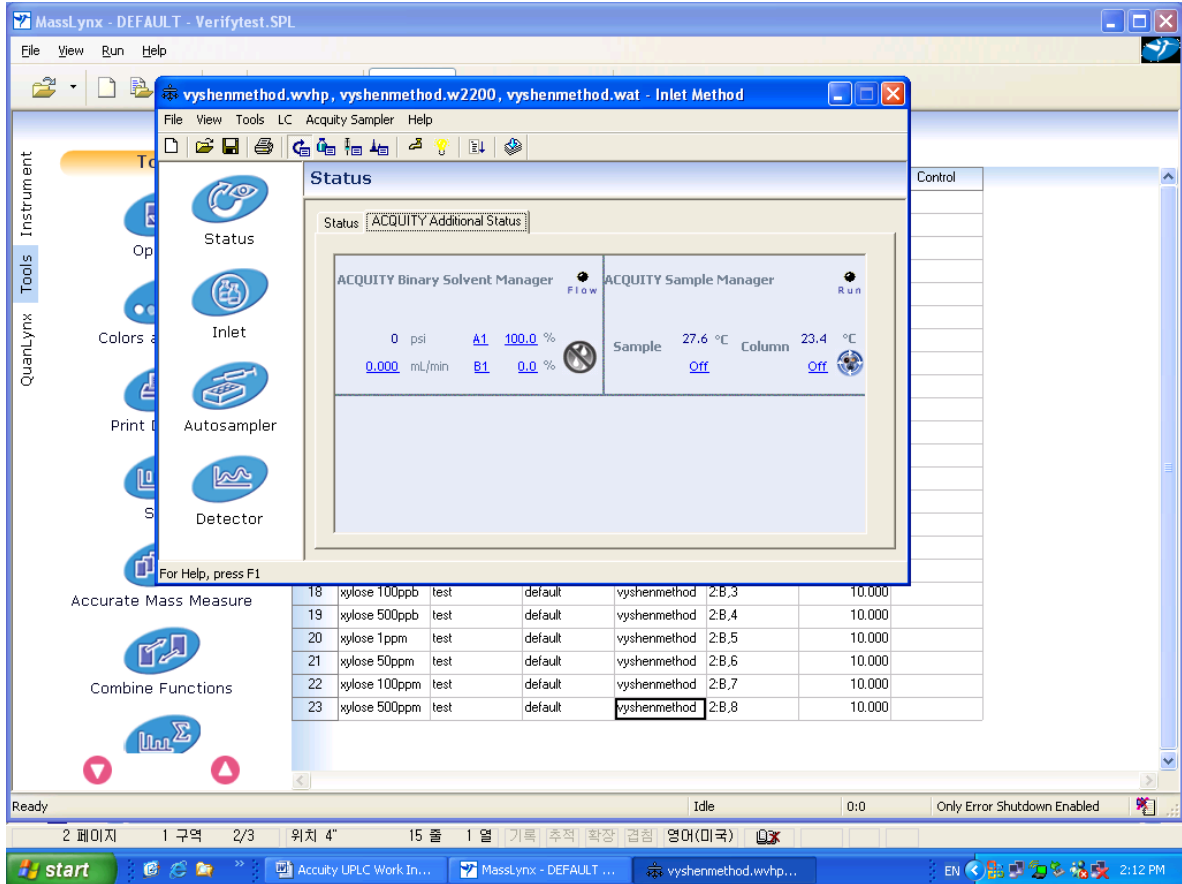 MassLynx - DEFAULT - Verifytest.SPL
File View Run Help
vyshenmethod.wvhp, vyshenmethod.w2200, vyshenmethod.wat - Inlet Method
File View Tools LC Acquity Sampler Help
Instrument
Tools
QuanLynx
Status
Inlet
Autosampler
Detector
Status
Status ACQUITY Additional Status
ACQUITY Binary Solvent Manager Flow
0 psi A1 100.0 %
0.000 mL/min B1 0.0 %
ACQUITY Sample Manager Run
Sample 27.6 °C Column 23.4 °C
Off Off
For Help, press F1
Control
Colors
Print
Accurate Mass Measure
Combine Functions
18 xylose 100ppb test default vyshenmethod 2:B,3 10.000
19 xylose 500ppb test default vyshenmethod 2:B,4 10.000
20 xylose 1ppm test default vyshenmethod 2:B,5 10.000
21 xylose 50ppm test default vyshenmethod 2:B,6 10.000
22 xylose 100ppm test default vyshenmethod 2:B,7 10.000
23 xylose 500ppm test default vyshenmethod 2:B,8 10.000
Ready Idle 0:0 Only Error Shutdown Enabled
2 페이지 1 구역 2/3 위치 4" 15 줄 1 열 기록 추적 확장 겹침 영어(미국)
start Accuity UPLC Work In... MassLynx - DEFAULT ... vyshenmethod.wvhp... EN 2:12 PM